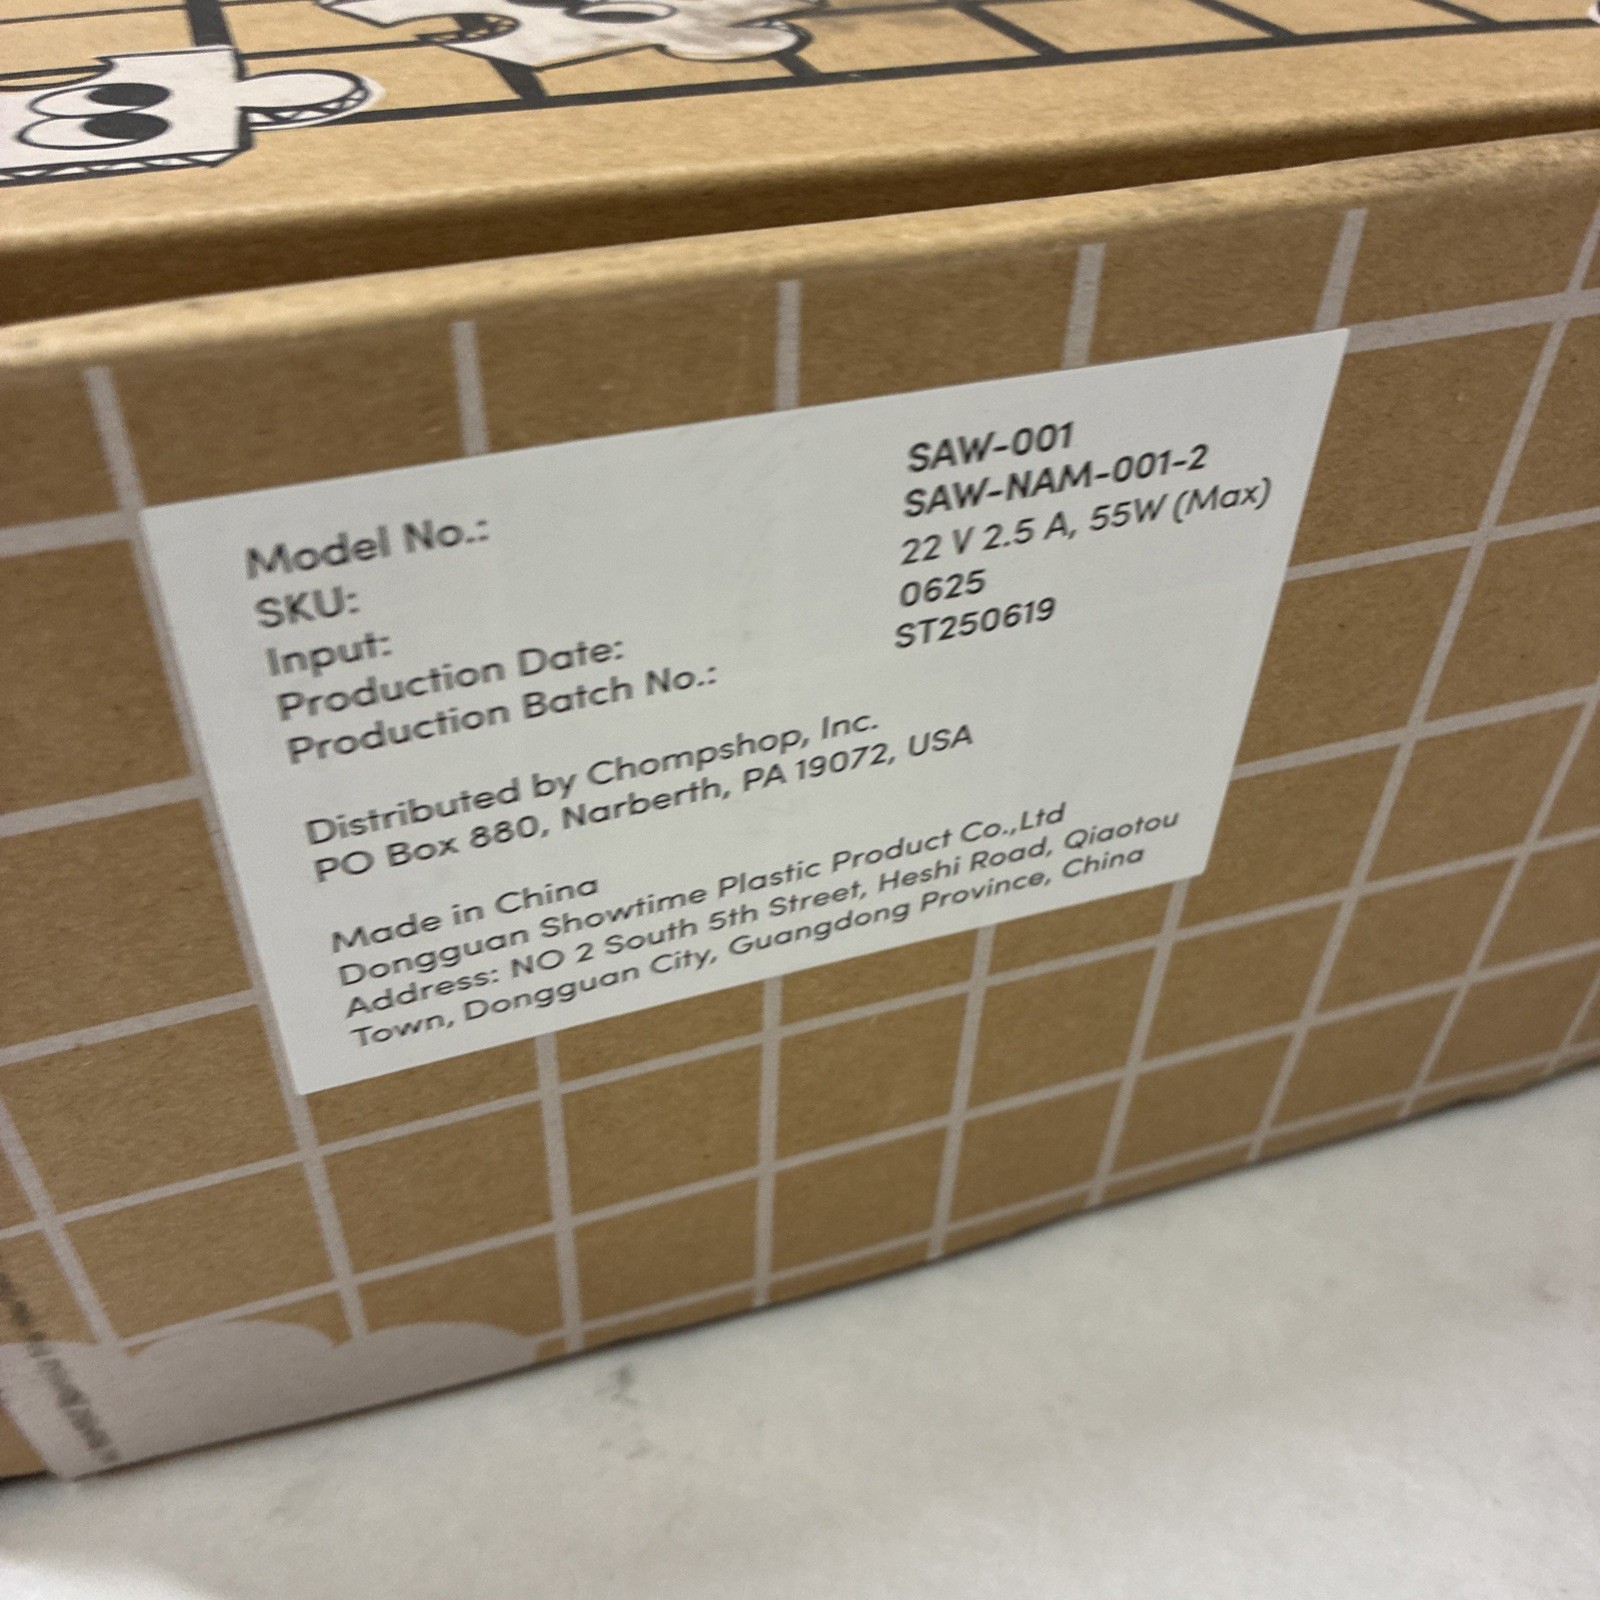 Model No.: SAW-001
SKU: SAW-NAM-001-2
Input: 22 V 2.5 A, 55W (Max)
Production Date: 0625
Production Batch No.: ST250619
Distributed by Chompshop, Inc.
PO Box 880, Narberth, PA 19072, USA
Made in China
Dongguan Showtime Plastic Product Co.,Ltd
Address: NO 2 South 5th Street, Heshi Road, Qiaotou
Town, Dongguan City, Guangdong Province, China